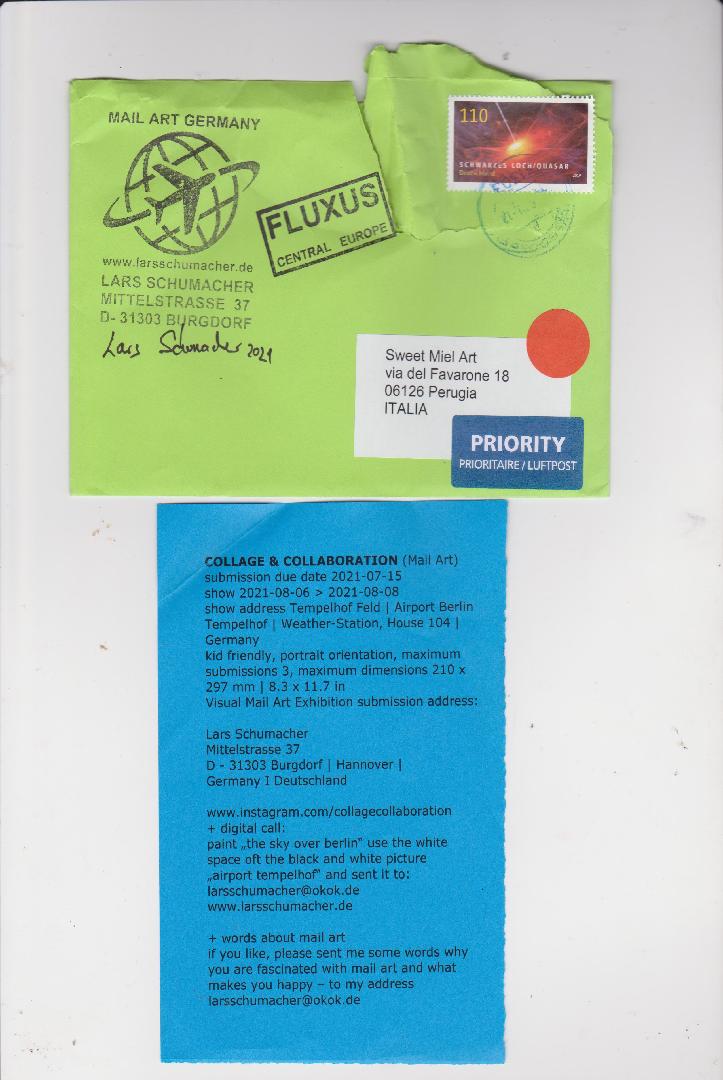 MAIL ART GERMANY
www.larsschumacher.de
LARS SCHUMACHER
MITTELSTRASSE 37
D- 31303 BURGDORF
Lars Schumacher 2021
FLUXUS
CENTRAL EUROPE
110
SCHWARZES LOCH/QUASAR
Deutschland
Sweet Miel Art
via del Favarone 18
06126 Perugia
ITALIA
PRIORITY
PRIORITAIRE / LUFTPOST
COLLAGE & COLLABORATION (Mail Art)
submission due date 2021-07-15
show 2021-08-06 > 2021-08-08
show address Tempelhof Feld | Airport Berlin
Tempelhof | Weather-Station, House 104 |
Germany
kid friendly, portrait orientation, maximum
submissions 3, maximum dimensions 210 x
297 mm | 8.3 x 11.7 in
Visual Mail Art Exhibition submission address:
Lars Schumacher
Mittelstrasse 37
D - 31303 Burgdorf | Hannover |
Germany I Deutschland
www.instagram.com/collagecollaboration
+ digital call:
paint „the sky over berlin" use the white
space oft the black and white picture
„airport tempelhof" and sent it to:
larsschumacher@okok.de
www.larsschumacher.de
+ words about mail art
if you like, please sent me some words why
you are fascinated with mail art and what
makes you happy – to my address
larsschumacher@okok.de